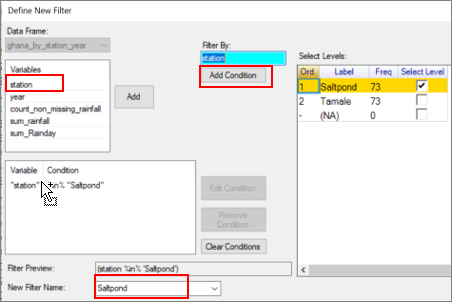 Define New Filter
Data Frame:
ghana_by_station_year
Variables
station
year
count_non_missing_rainfall
sum_rainfall
sum_Rainday
Add
Filter By:
station
Add Condition
Select Levels:
Ord. Label Freq Select Level
1 Saltpond 73
2 Tamale 73
- (NA) 0
Variable Condition
"station" %in% "Saltpond"
Edit Condition
Remove
Condition
Clear Conditions
Filter Preview: (station %in% 'Saltpond')
New Filter Name: Saltpond